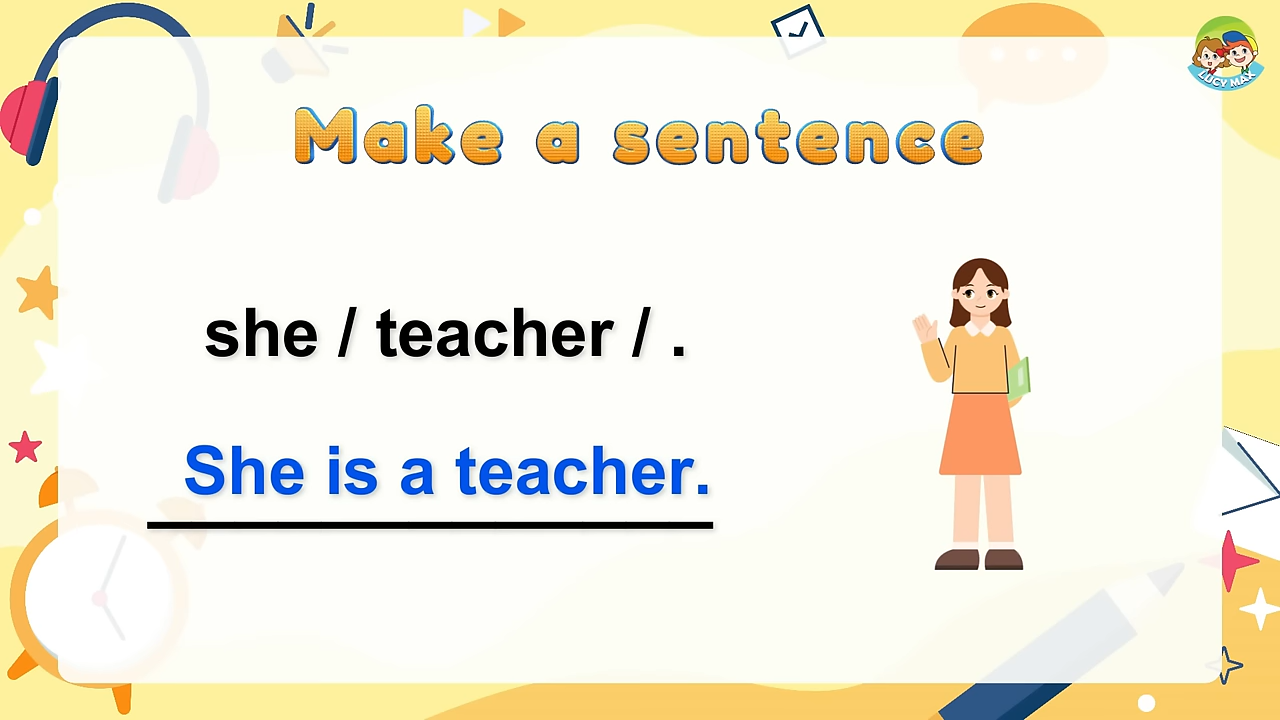 LUCY MAX
Make a sentence
she / teacher / .
She is a teacher.